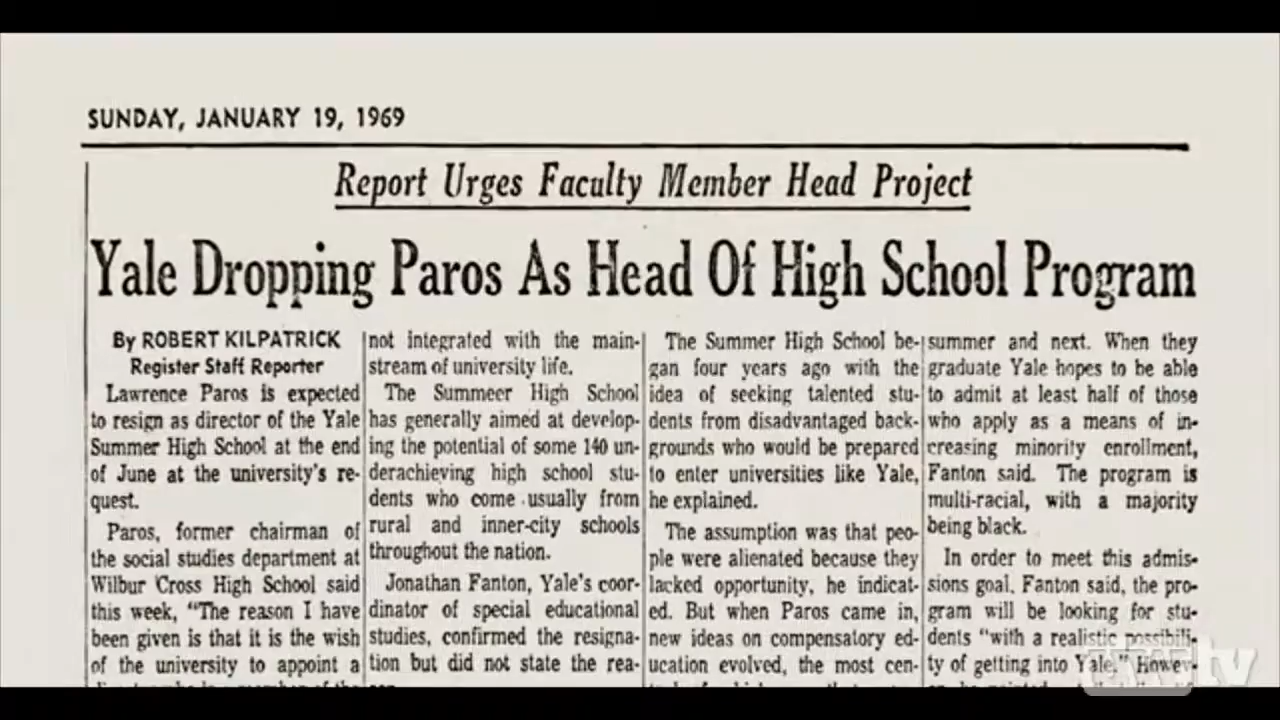 SUNDAY, JANUARY 19, 1969
Report Urges Faculty Member Head Project
Yale Dropping Paros As Head Of High School Program
By ROBERT KILPATRICK
Register Staff Reporter
Lawrence Paros is expected
to resign as director of the Yale
Summer High School at the end
of June at the university's re-
quest.
Paros, former chairman of
the social studies department at
Wilbur Cross High School said
this week, "The reason I have
been given is that it is the wish
of the university to appoint a
not integrated with the main-
stream of university life.
The Summeer High School
has generally aimed at develop-
ing the potential of some 140 un-
derachieving high school stu-
dents who come usually from
rural and inner-city schools
throughout the nation.
Jonathan Fanton, Yale's coor-
dinator of special educational
studies, confirmed the resigna-
tion but did not state the rea-
The Summer High School be-
gan four years ago with the
idea of seeking talented stu-
dents from disadvantaged back-
grounds who would be prepared
to enter universities like Yale,
he explained.
The assumption was that peo-
ple were alienated because they
lacked opportunity, he indicat-
ed. But when Paros came in,
new ideas on compensatory ed-
ucation evolved, the most cen-
summer and next. When they
graduate Yale hopes to be able
to admit at least half of those
who apply as a means of in-
creasing minority enrollment,
Fanton said. The program is
multi-racial, with a majority
being black.
In order to meet this admis-
sions goal, Fanton said, the pro-
gram will be looking for stu-
dents "with a realistic possibili-
ty of getting into Yale." Howev-
tv